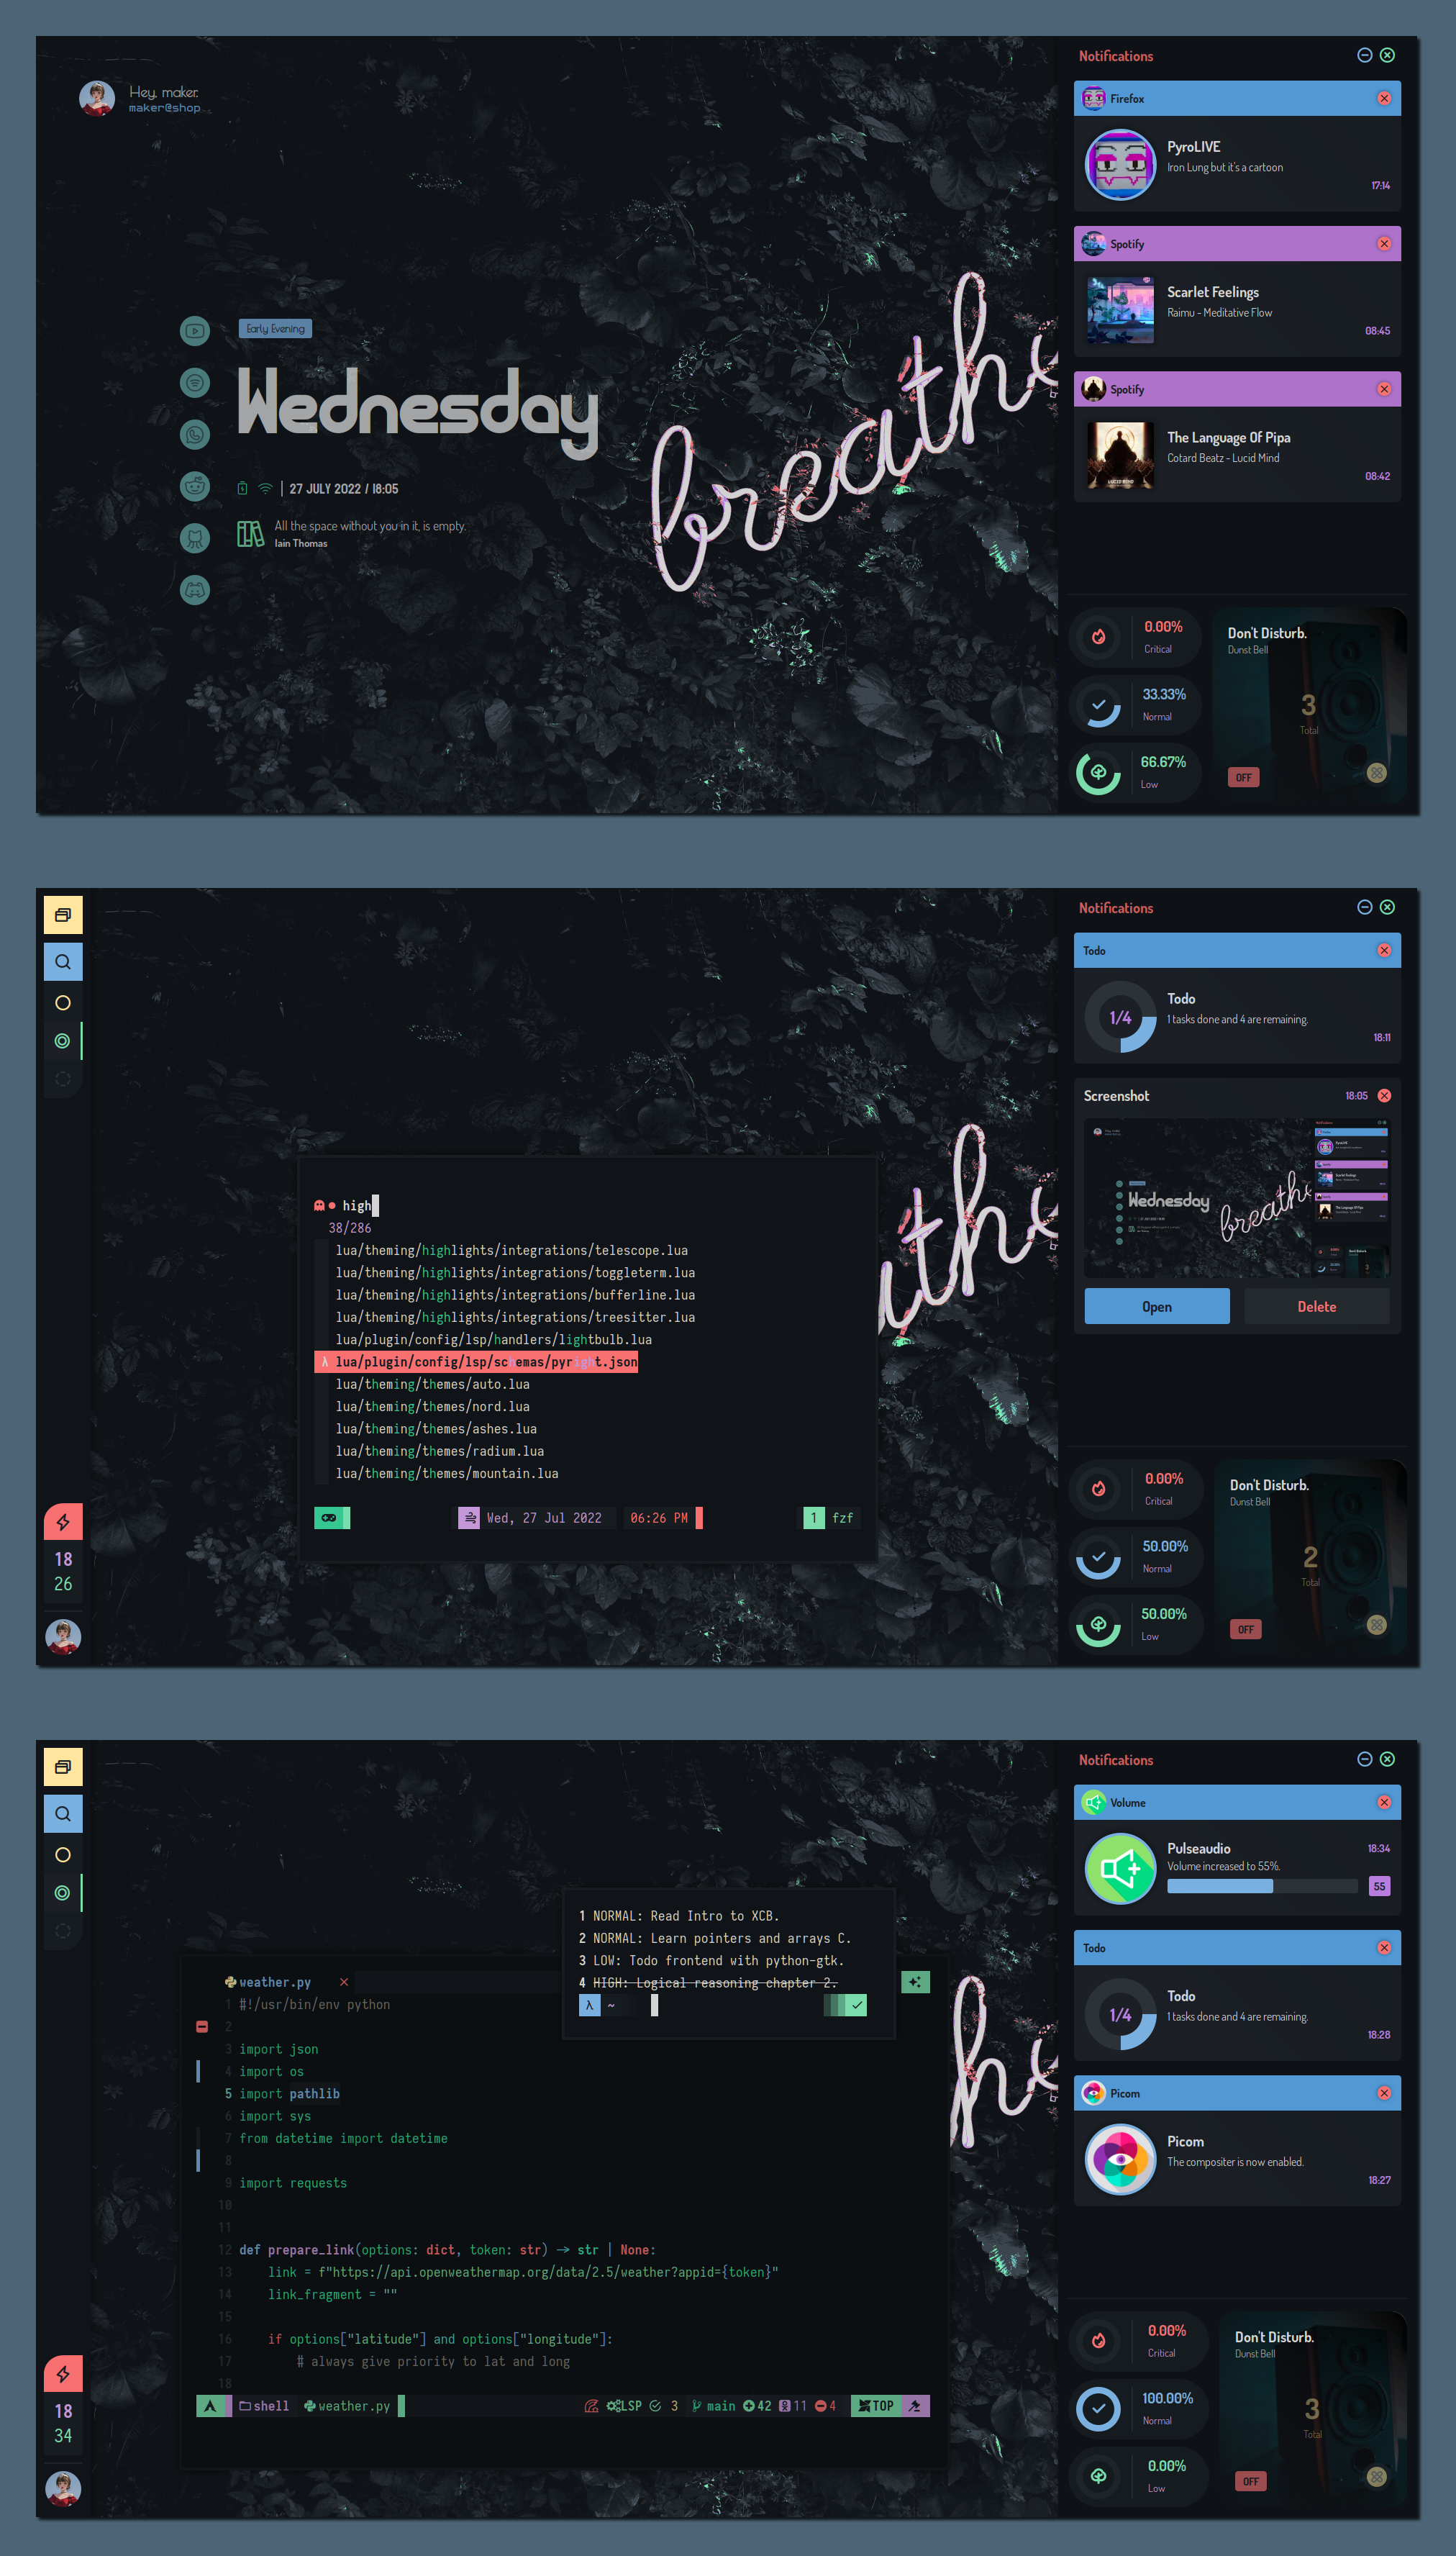 Hey, maker.
maker@shop
Early Evening
Wednesday
27 JULY 2022 / 18:05
All the space without you in it, is empty.
Iain Thomas
breathe
Notifications
Firefox
PyroLIVE
Iron Lung but it's a cartoon
17:14
Spotify
Scarlet Feelings
Raimu - Meditative Flow
08:45
Spotify
The Language Of Pipa
Cotard Beatz - Lucid Mind
08:42
LUCID MIND
0.00%
Critical
33.33%
Normal
66.67%
Low
Don't Disturb.
Dunst Bell
3
Total
OFF
18
26
high
38/286
lua/theming/highlights/integrations/telescope.lua
lua/theming/highlights/integrations/toggleterm.lua
lua/theming/highlights/integrations/bufferline.lua
lua/theming/highlights/integrations/treesitter.lua
lua/plugin/config/lsp/handlers/lightbulb.lua
λ lua/plugin/config/lsp/schemas/pyright.json
lua/theming/themes/auto.lua
lua/theming/themes/nord.lua
lua/theming/themes/ashes.lua
lua/theming/themes/radium.lua
lua/theming/themes/mountain.lua
Wed, 27 Jul 2022 06:26 PM 1 fzf
Notifications
Todo
Todo
1/4
1 tasks done and 4 are remaining.
18:11
Screenshot 18:05
Wednesday
breathe
Open Delete
0.00%
Critical
50.00%
Normal
50.00%
Low
Don't Disturb.
Dunst Bell
2
Total
OFF
18
34
1 NORMAL: Read Intro to XCB.
2 NORMAL: Learn pointers and arrays C.
3 LOW: Todo frontend with python-gtk.
4 HIGH: Logical reasoning chapter 2.
λ ~
weather.py
1 #!/usr/bin/env python
2
3 import json
4 import os
5 import pathlib
6 import sys
7 from datetime import datetime
8
9 import requests
10
11
12 def prepare_link(options: dict, token: str) → str | None:
13 link = f"https://api.openweathermap.org/data/2.5/weather?appid={token}"
14 link_fragment = ""
15
16 if options["latitude"] and options["longitude"]:
17 # always give priority to lat and long
18
shell weather.py LSP 3 main 42 11 4 TOP
Notifications
Volume
Pulseaudio 18:34
Volume increased to 55%.
55
Todo
Todo
1/4
1 tasks done and 4 are remaining.
18:28
Picom
Picom
The compositer is now enabled.
18:27
0.00%
Critical
100.00%
Normal
0.00%
Low
Don't Disturb.
Dunst Bell
3
Total
OFF